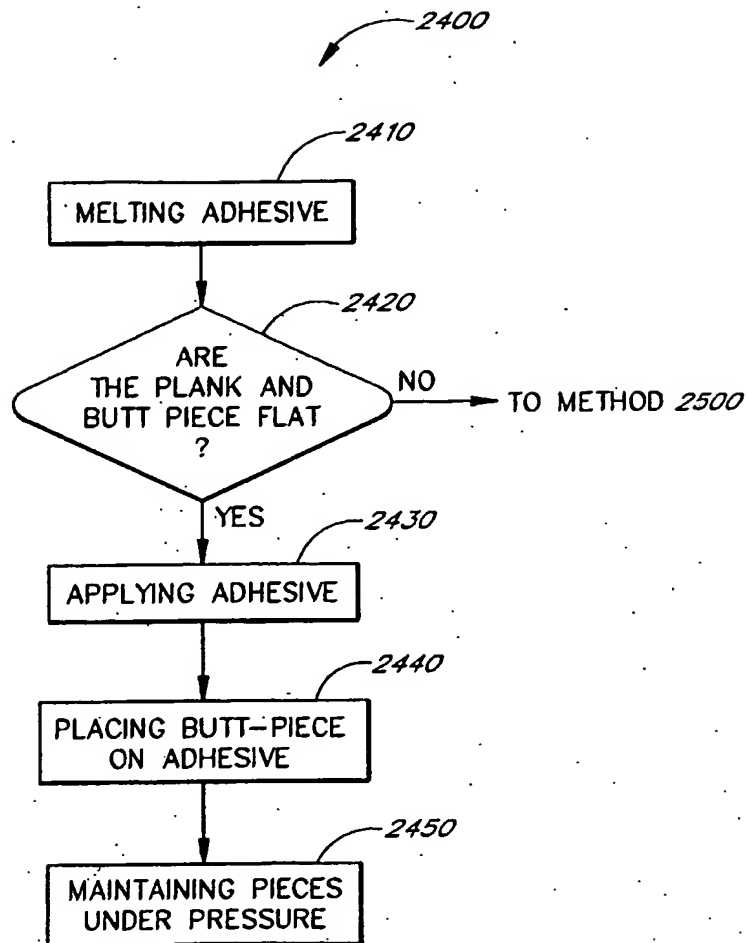 2400
2410
MELTING ADHESIVE
2420
ARE
THE PLANK AND
BUTT PIECE FLAT
?
NO
TO METHOD 2500
YES
2430
APPLYING ADHESIVE
2440
PLACING BUTT-PIECE
ON ADHESIVE
2450
MAINTAINING PIECES
UNDER PRESSURE